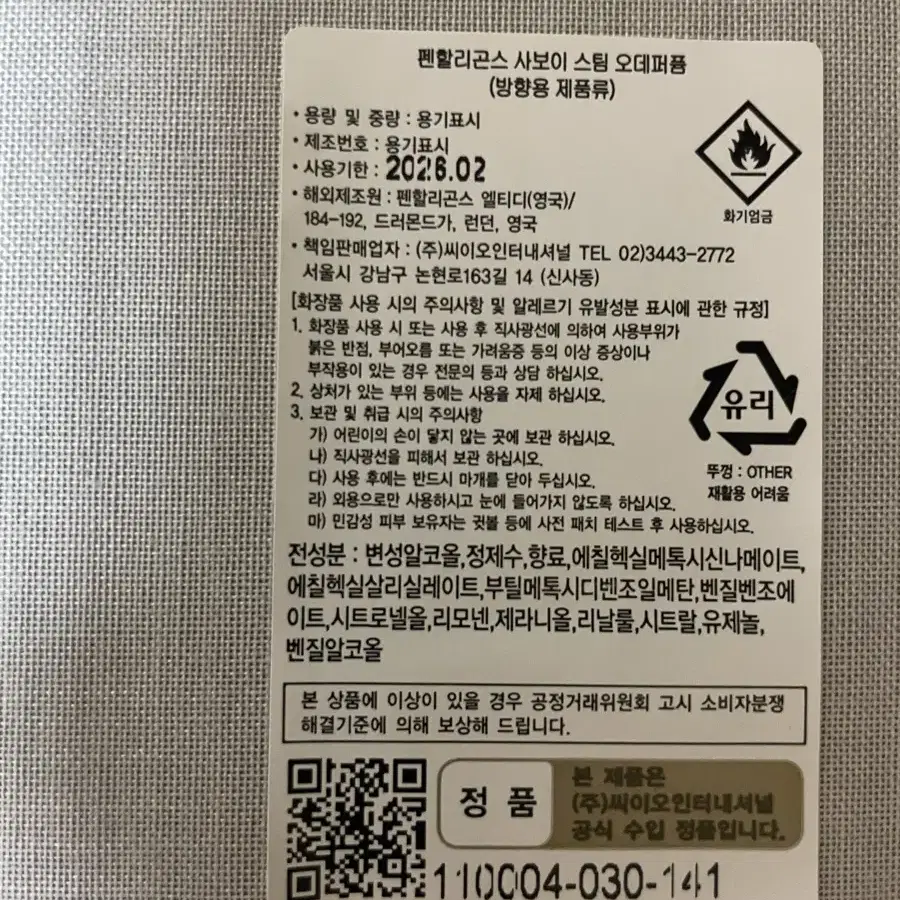 펜할리곤스 사보이 스팀 오데퍼퓸
(방향용 제품류)
• 용량 및 중량 : 용기표시
• 제조번호 : 용기표시
• 사용기한 : 2026.02
• 해외제조원 : 펜할리곤스 엘티디(영국)/
184-192, 드러몬드가, 런던, 영국
• 책임판매업자 : (주)씨이오인터내셔널 TEL 02)3443-2772
서울시 강남구 논현로163길 14 (신사동)
화기엄금
[화장품 사용 시의 주의사항 및 알레르기 유발성분 표시에 관한 규정]
1. 화장품 사용 시 또는 사용 후 직사광선에 의하여 사용부위가
붉은 반점, 부어오름 또는 가려움증 등의 이상 증상이나
부작용이 있는 경우 전문의 등과 상담 하십시오.
2. 상처가 있는 부위 등에는 사용을 자제 하십시오.
3. 보관 및 취급 시의 주의사항
가) 어린이의 손이 닿지 않는 곳에 보관 하십시오.
나) 직사광선을 피해서 보관 하십시오.
다) 사용 후에는 반드시 마개를 닫아 두십시오.
라) 외용으로만 사용하시고 눈에 들어가지 않도록 하십시오.
마) 민감성 피부 보유자는 귓볼 등에 사전 패치 테스트 후 사용하십시오.
유리
뚜껑 : OTHER
재활용 어려움
전성분 : 변성알코올,정제수,향료,에칠헥실메톡시신나메이트,
에칠헥실살리실레이트,부틸메톡시디벤조일메탄,벤질벤조에
이트,시트로넬올,리모넨,제라니올,리날룰,시트랄,유제놀,
벤질알코올
본 상품에 이상이 있을 경우 공정거래위원회 고시 소비자분쟁
해결기준에 의해 보상해 드립니다.
정 품
본 제품은
(주)씨이오인터내셔널
공식 수입 정품입니다.
110004-030-141